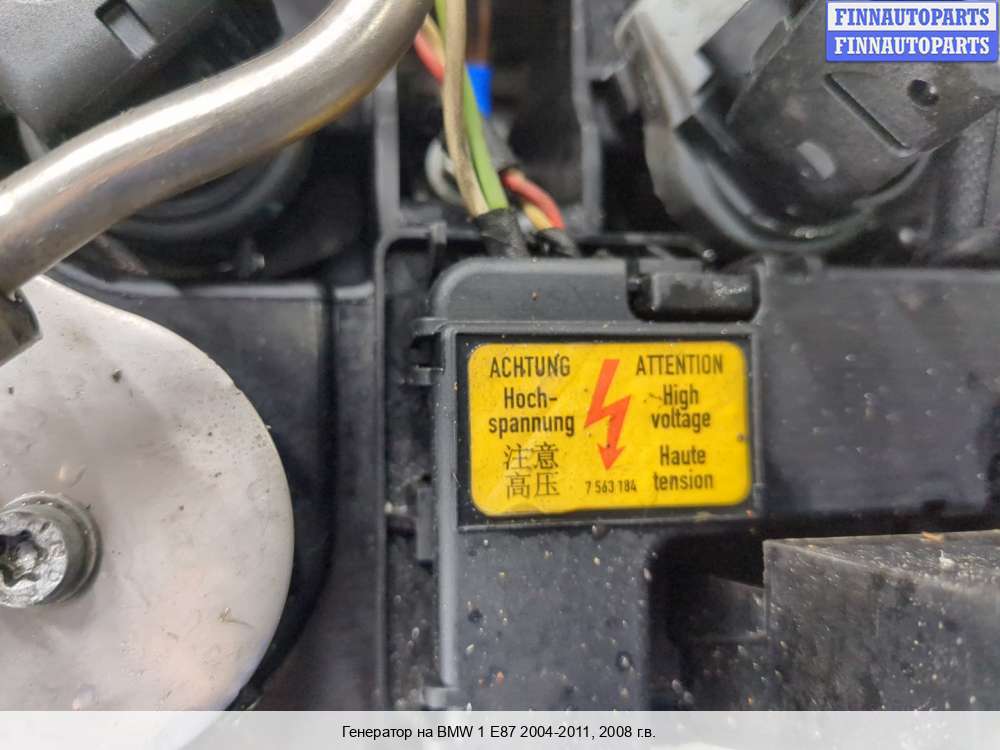 FINNAUTOPARTS
FINNAUTOPARTS
ACHTUNG
Hoch-
spannung
注意
高压
ATTENTION
High
voltage
Haute
tension
7 563 184
Генератор на BMW 1 E87 2004-2011, 2008 г.в.